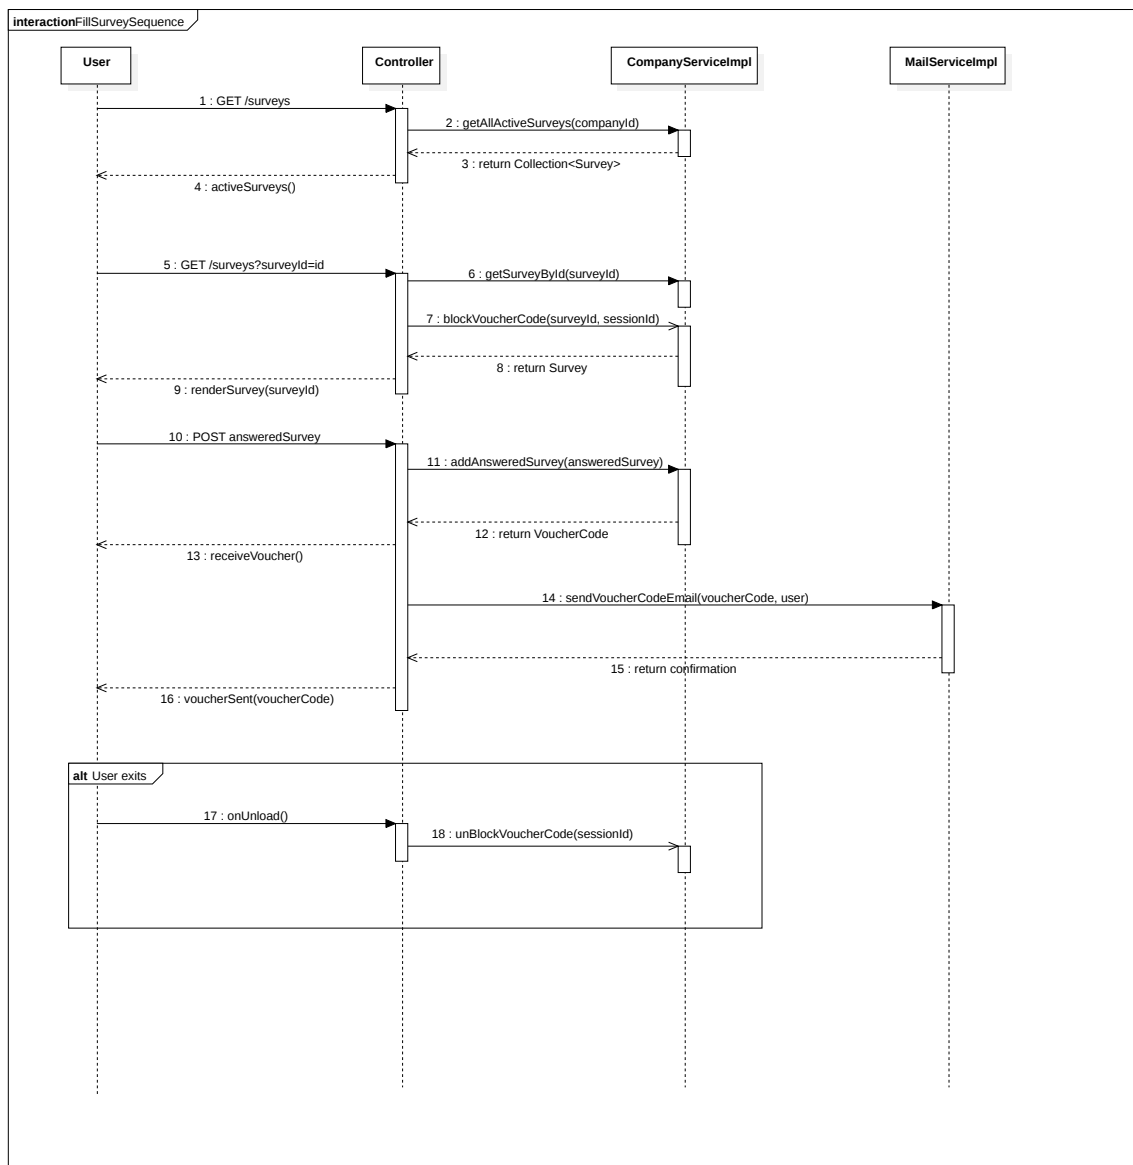 interactionFillSurveySequence
User
Controller
CompanyServiceImpl
MailServiceImpl
1 : GET /surveys
2 : getAllActiveSurveys(companyId)
3 : return Collection<Survey>
4 : activeSurveys()
5 : GET /surveys?surveyId=id
6 : getSurveyById(surveyId)
7 : blockVoucherCode(surveyId, sessionId)
8 : return Survey
9 : renderSurvey(surveyId)
10 : POST answeredSurvey
11 : addAnsweredSurvey(answeredSurvey)
12 : return VoucherCode
13 : receiveVoucher()
14 : sendVoucherCodeEmail(voucherCode, user)
15 : return confirmation
16 : voucherSent(voucherCode)
alt User exits
17 : onUnload()
18 : unBlockVoucherCode(sessionId)